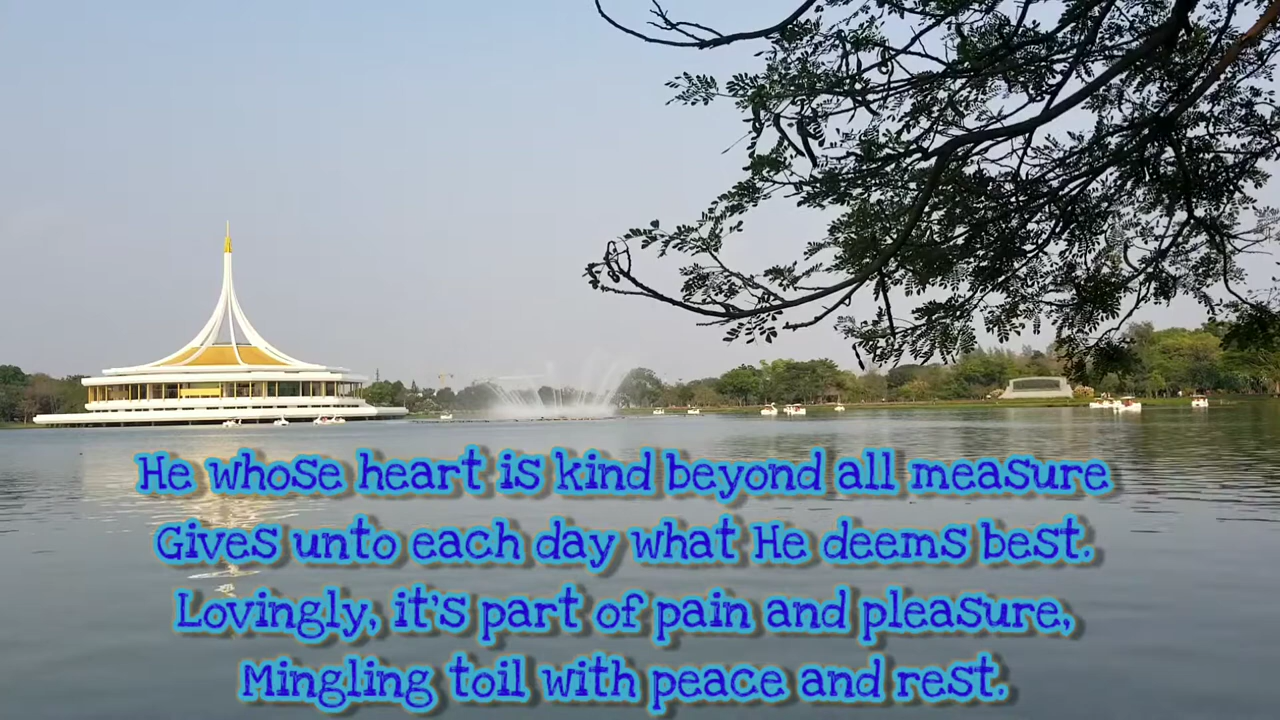 He whose heart is kind beyond all measure
Gives unto each day what He deems best.
Lovingly, it's part of pain and pleasure,
Mingling toil with peace and rest.